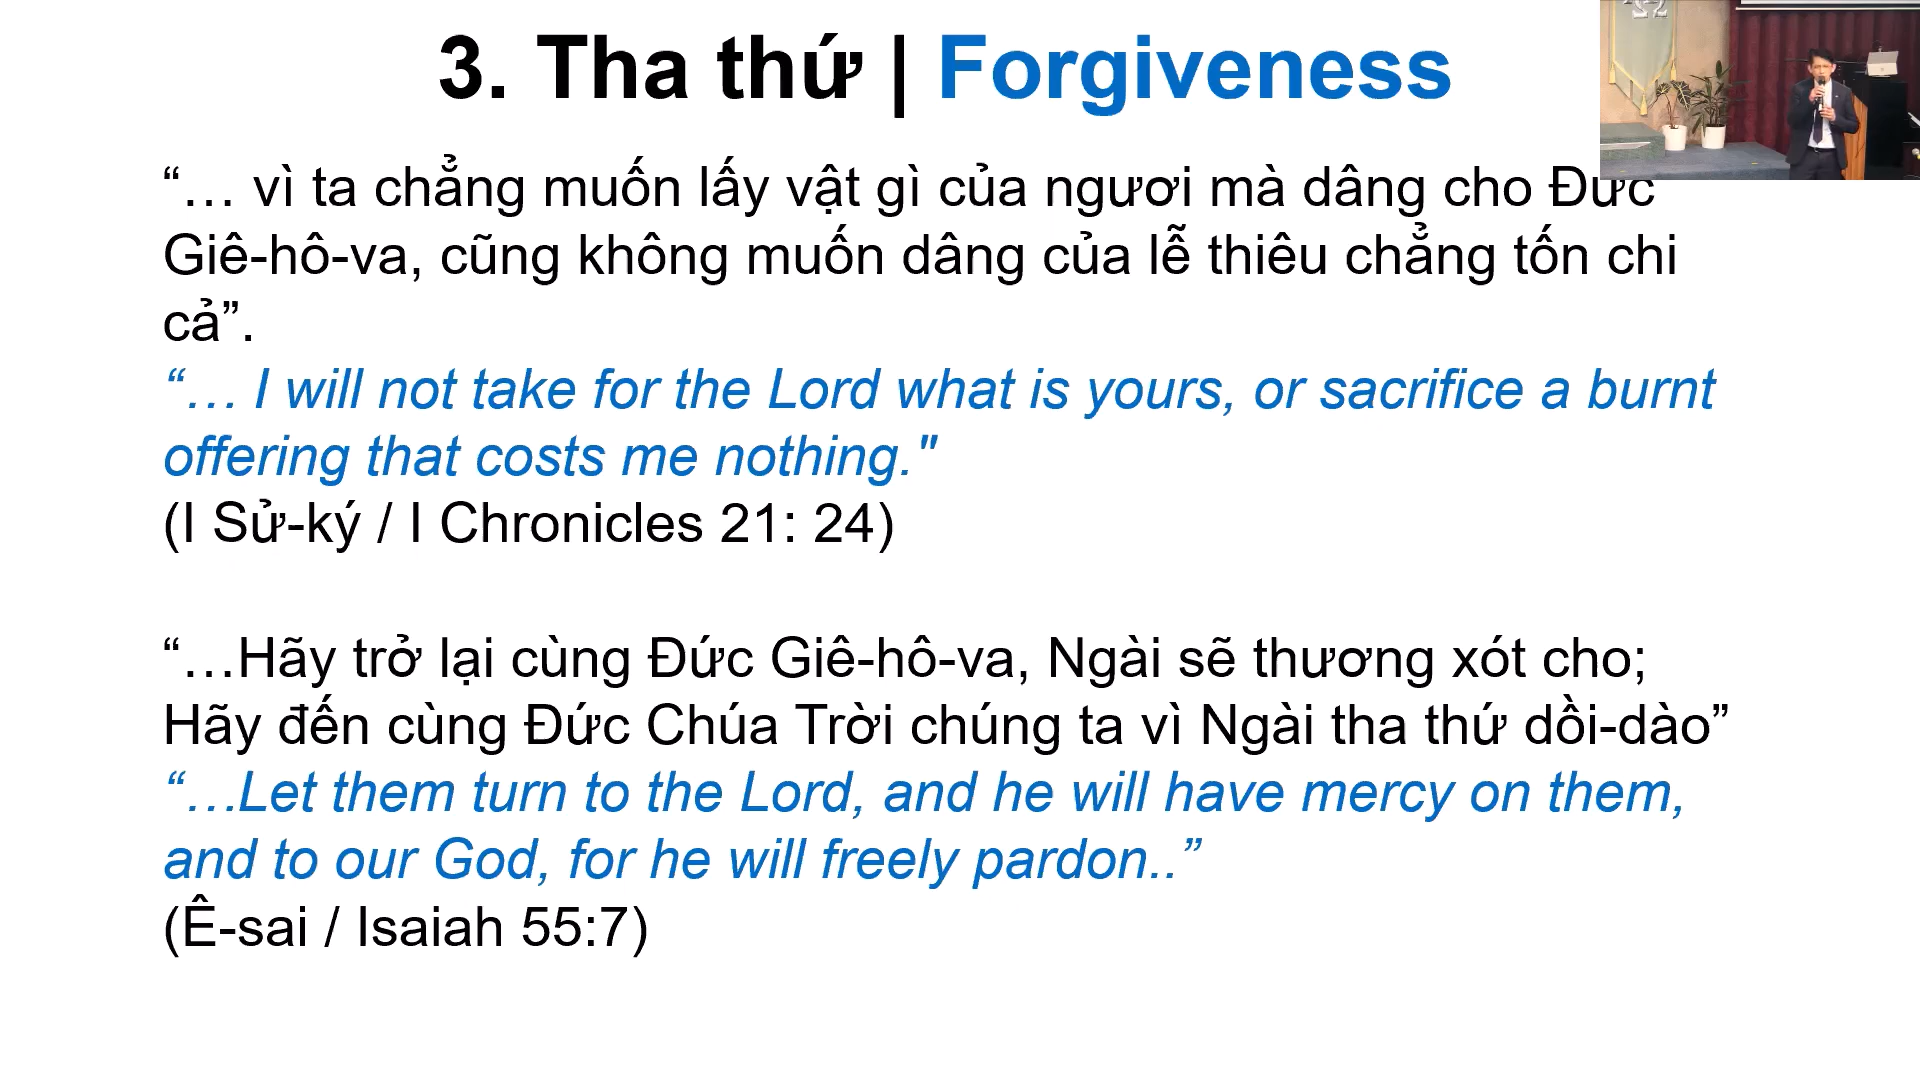 3. Tha thứ | Forgiveness
“… vì ta chẳng muốn lấy vật gì của ngươi mà dâng cho Đức
Giê-hô-va, cũng không muốn dâng của lễ thiêu chẳng tốn chi
cả”.
“… I will not take for the Lord what is yours, or sacrifice a burnt
offering that costs me nothing."
(I Sử-ký / I Chronicles 21: 24)
“…Hãy trở lại cùng Đức Giê-hô-va, Ngài sẽ thương xót cho;
Hãy đến cùng Đức Chúa Trời chúng ta vì Ngài tha thứ dồi-dào”
“…Let them turn to the Lord, and he will have mercy on them,
and to our God, for he will freely pardon..”
(Ê-sai / Isaiah 55:7)